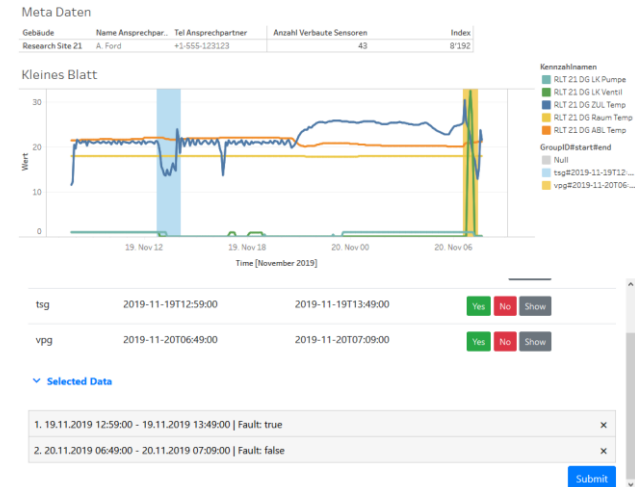 Meta Daten
Gebäude Name Ansprechpar.. Tel Ansprechpartner Anzahl Verbaute Sensoren Index
Research Site 21 A. Ford +1-555-123123 43 8'192
Kleines Blatt
Kennzahlnamen
RLT 21 DG LK Pumpe
RLT 21 DG LK Ventil
RLT 21 DG ZUL Temp
RLT 21 DG Raum Temp
RLT 21 DG ABL Temp
GroupID#start#end
Null
tsg#2019-11-19T12:...
vpg#2019-11-20T06:...
Wert
30
20
10
0
19. Nov 12 19. Nov 18 20. Nov 00 20. Nov 06
Time [November 2019]
tsg 2019-11-19T12:59:00 2019-11-19T13:49:00 Yes No Show
vpg 2019-11-20T06:49:00 2019-11-20T07:09:00 Yes No Show
Selected Data
1. 19.11.2019 12:59:00 - 19.11.2019 13:49:00 | Fault: true ×
2. 20.11.2019 06:49:00 - 20.11.2019 07:09:00 | Fault: false ×
Submit